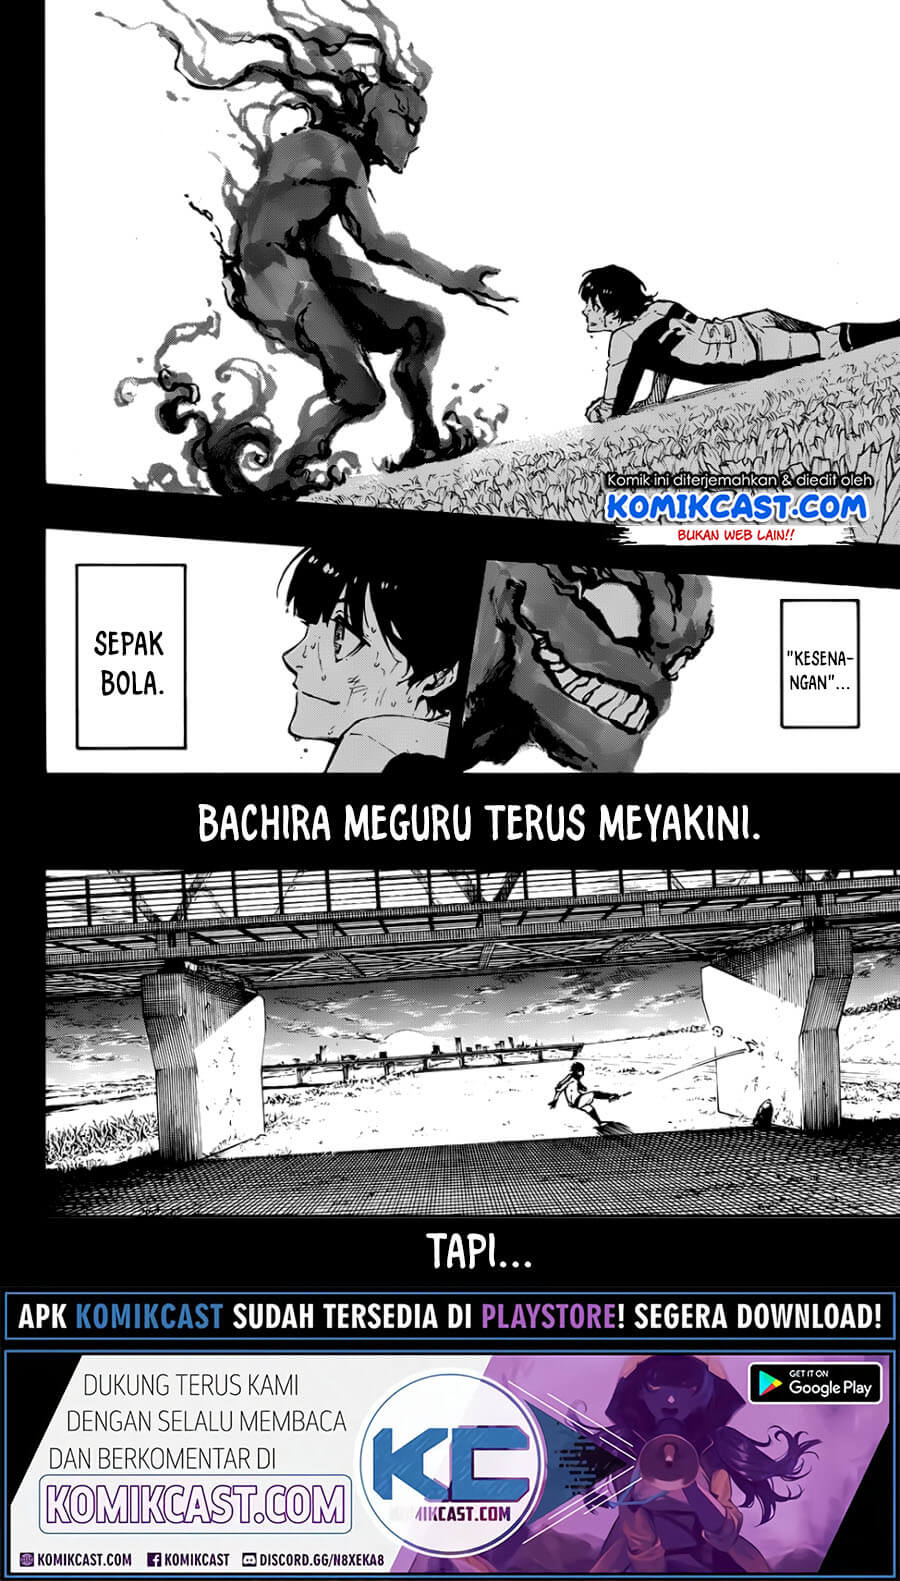 Komik ini diterjemahkan & diedit oleh
KOMIKCAST.COM
BUKAN WEB LAIN!!
"KESENA-
NGAN"...
SEPAK
BOLA.
BACHIRA MEGURU TERUS MEYAKINI.
TAPI...
APK KOMIKCAST SUDAH TERSEDIA DI PLAYSTORE! SEGERA DOWNLOAD!
DUKUNG TERUS KAMI
DENGAN SELALU MEMBACA
DAN BERKOMENTAR DI
KOMIKCAST.COM
KOMIKCAST.COM KOMIKCAST DISCORD.GG/N8XEKA8
KC
KOMIKCAST.COM
GET IT ON
Google Play